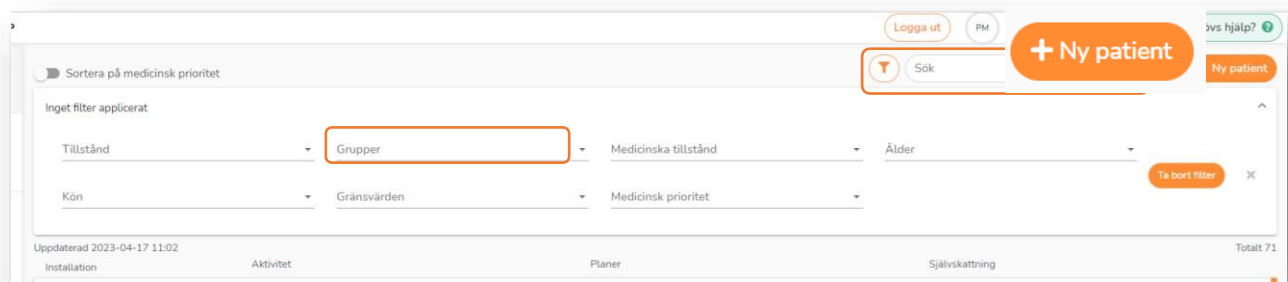 Logga ut
PM
vs hjälp?
+ Ny patient
Sortera på medicinsk prioritet
Sök
Ny patient
Inget filter applicerat
Tillstånd
Grupper
Medicinska tillstånd
Ålder
Ta bort filter
Kön
Gränsvärden
Medicinsk prioritet
Uppdaterad 2023-04-17 11:02
Totalt 71
Installation
Aktivitet
Planer
Självskattning